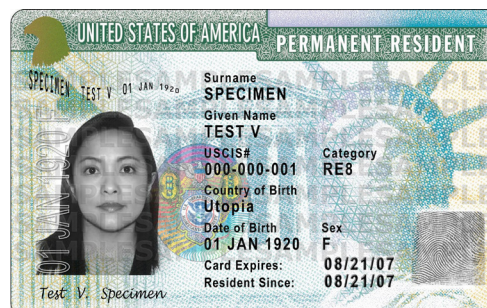 UNITED STATES OF AMERICA
PERMANENT RESIDENT
SPECIMEN TEST V 01 JAN 1920
Surname
SPECIMEN
Given Name
TEST V
USCIS# Category
000-000-001 RE8
Country of Birth
Utopia
Date of Birth Sex
01 JAN 1920 F
Card Expires: 08/21/07
Resident Since: 08/21/07
01 JAN 1920 F
Test V. Specimen